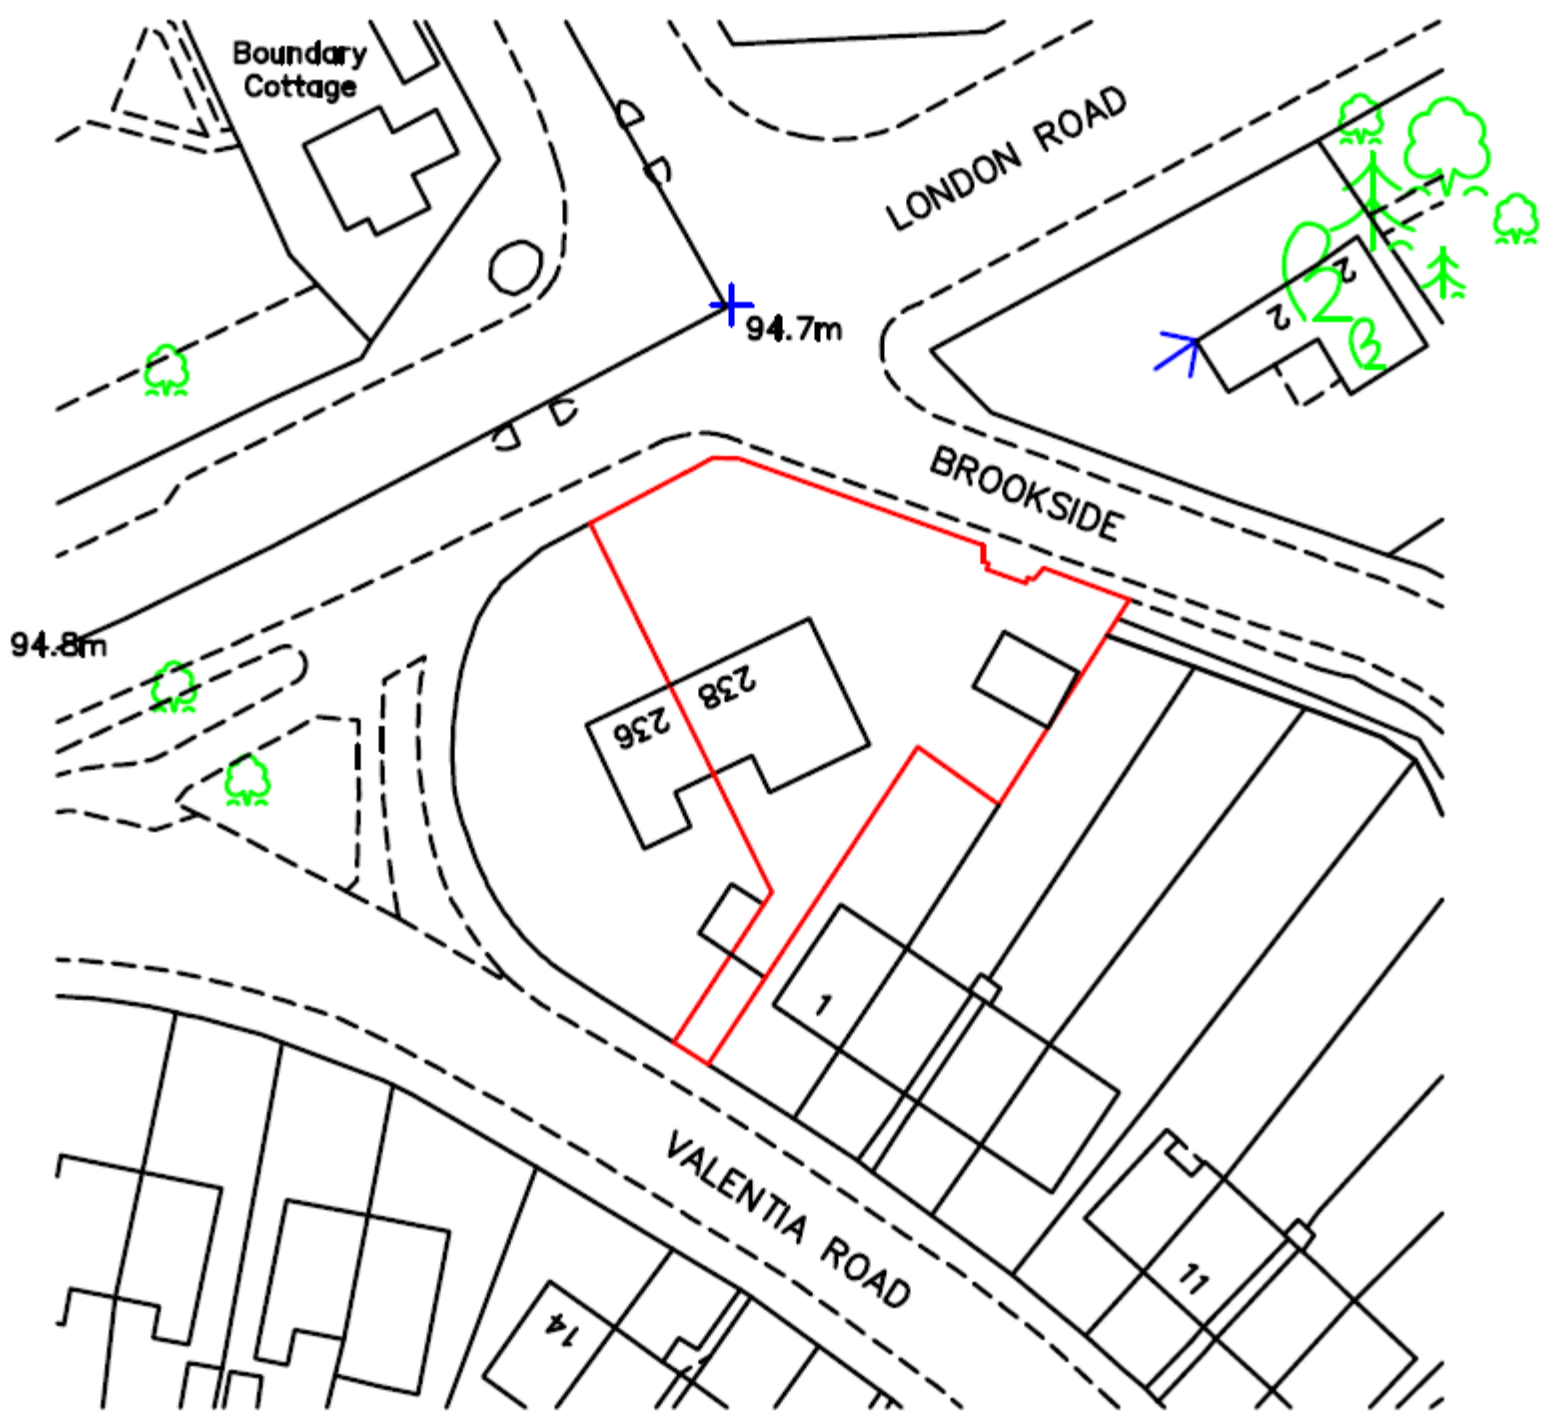 Boundary
Cottage
LONDON ROAD
94.7m
2
2
BROOKSIDE
94.8m
238
236
1
VALENTIA ROAD
11
14